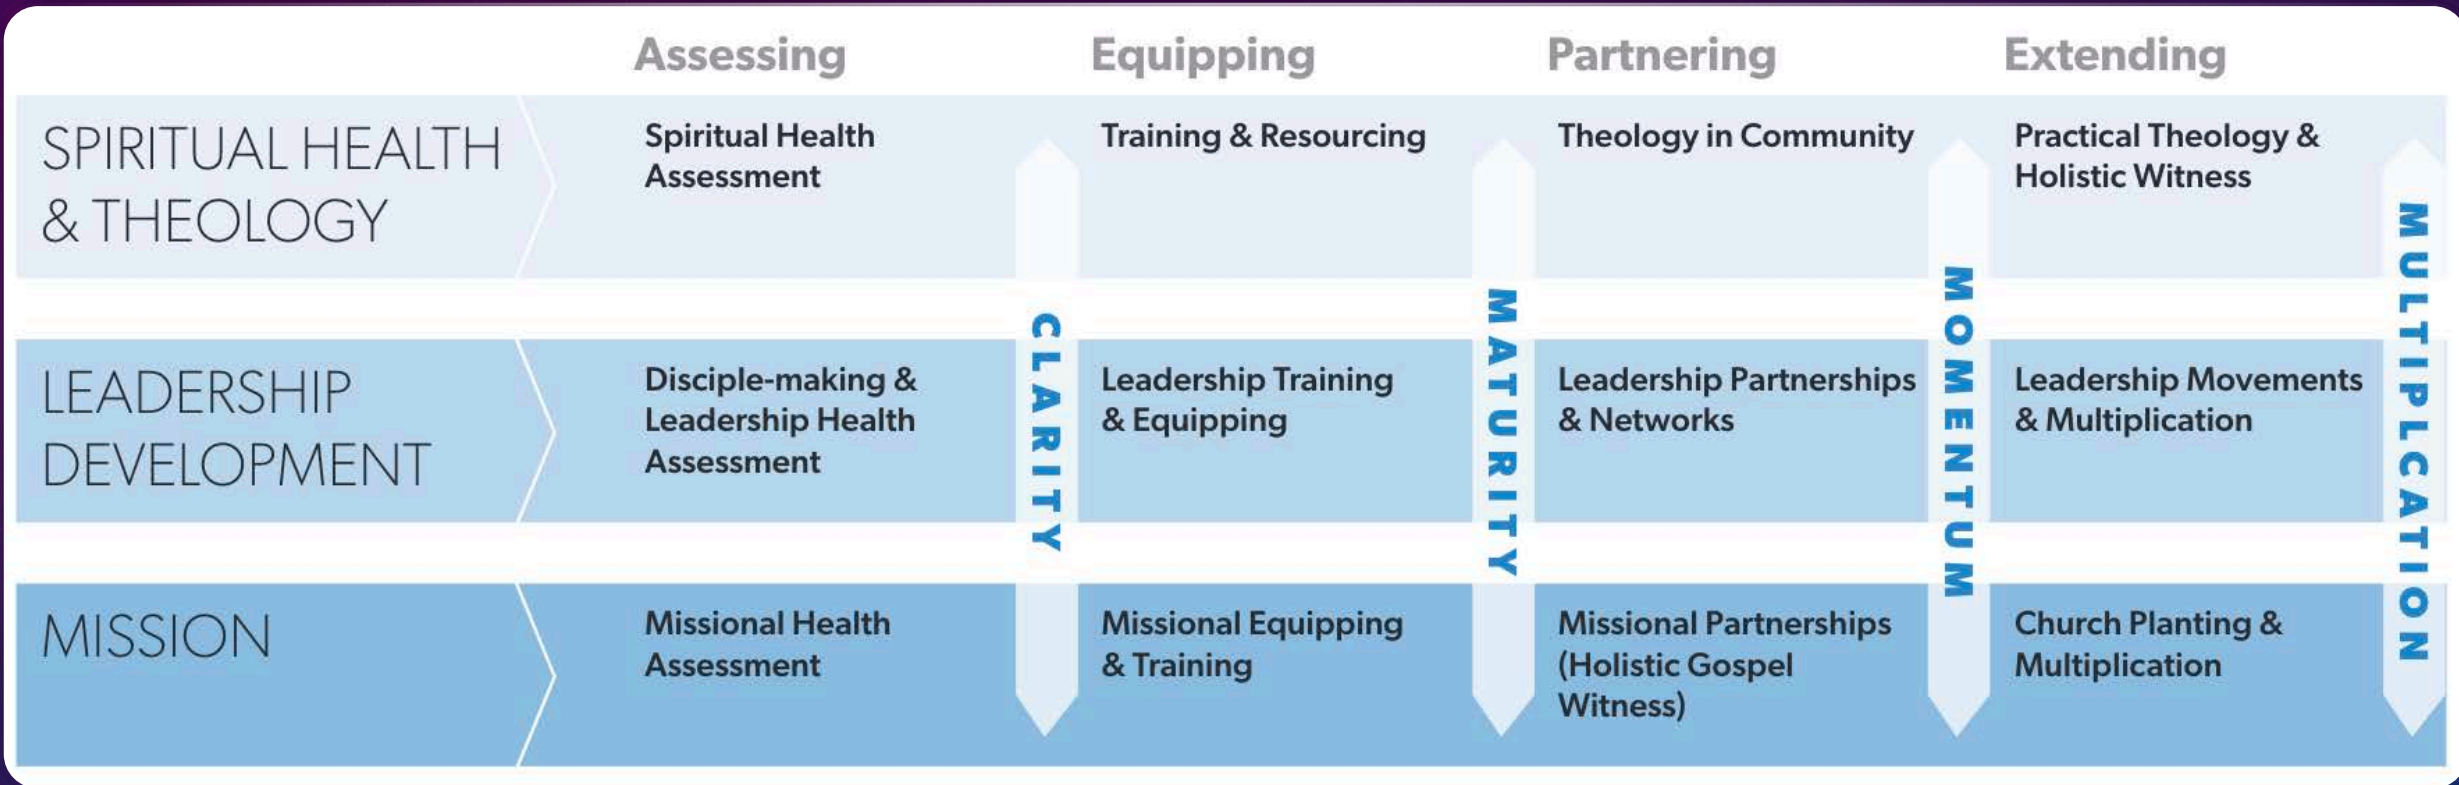 Assessing
Equipping
Partnering
Extending
SPIRITUAL HEALTH
& THEOLOGY
Spiritual Health
Assessment
Training & Resourcing
Theology in Community
Practical Theology &
Holistic Witness
LEADERSHIP
DEVELOPMENT
Disciple-making &
Leadership Health
Assessment
Leadership Training
& Equipping
Leadership Partnerships
& Networks
Leadership Movements
& Multiplication
MISSION
Missional Health
Assessment
Missional Equipping
& Training
Missional Partnerships
(Holistic Gospel
Witness)
Church Planting &
Multiplication
CLARITY
MATURITY
MOMENTUM
MULTIPLCATION